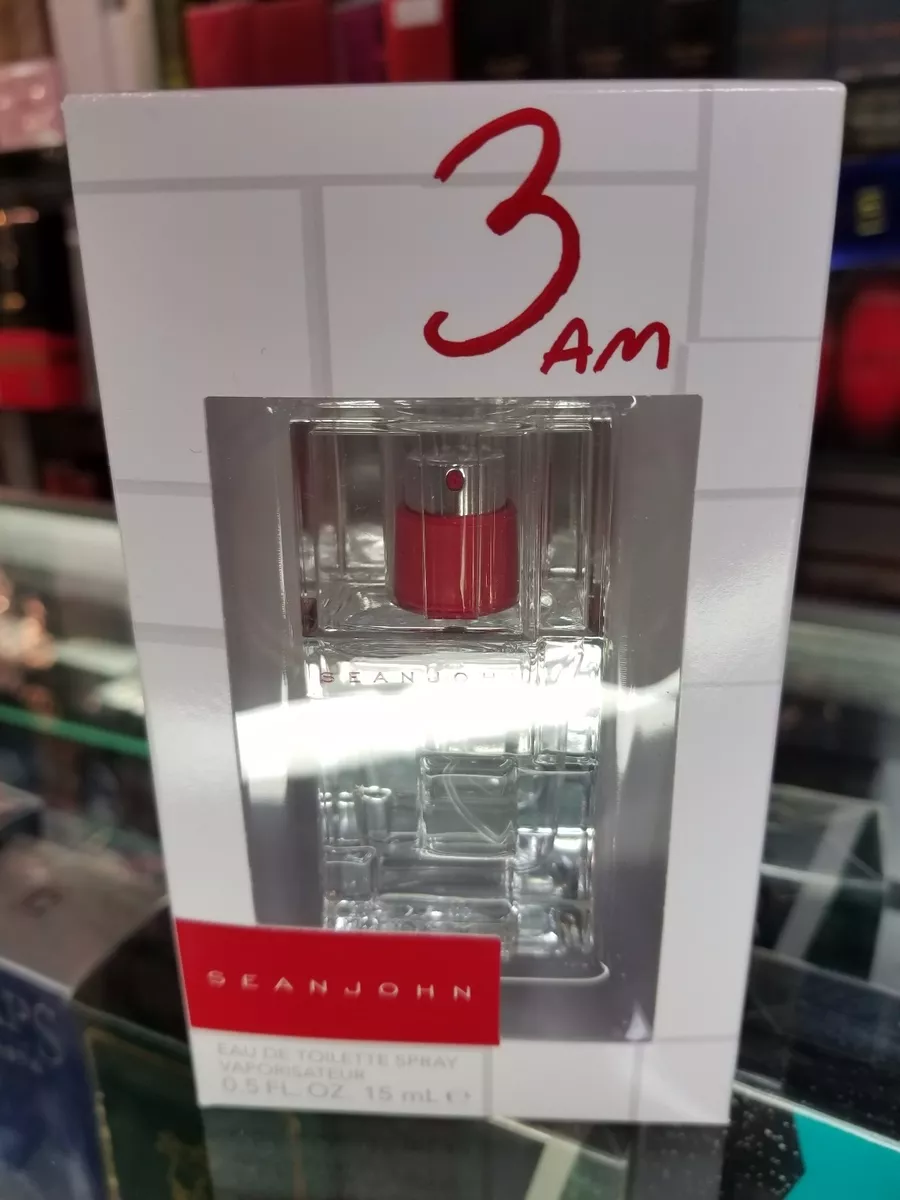 3
AM
SEANJOHN
SEANJOHN
EAU DE TOILETTE SPRAY
VAPORISATEUR
0.5 FL. OZ. 15 mL ℮